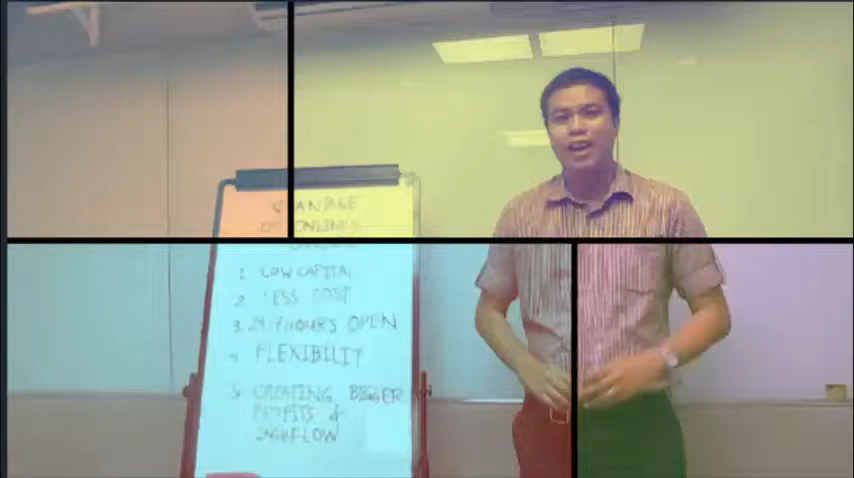 OF ONLINE
1. LOW CAPITAL
2. LESS COST
3. 24/7 HOURS OPEN
4. FLEXIBILITY
5. CREATING BIGGER
PROFITS &
CASHFLOW